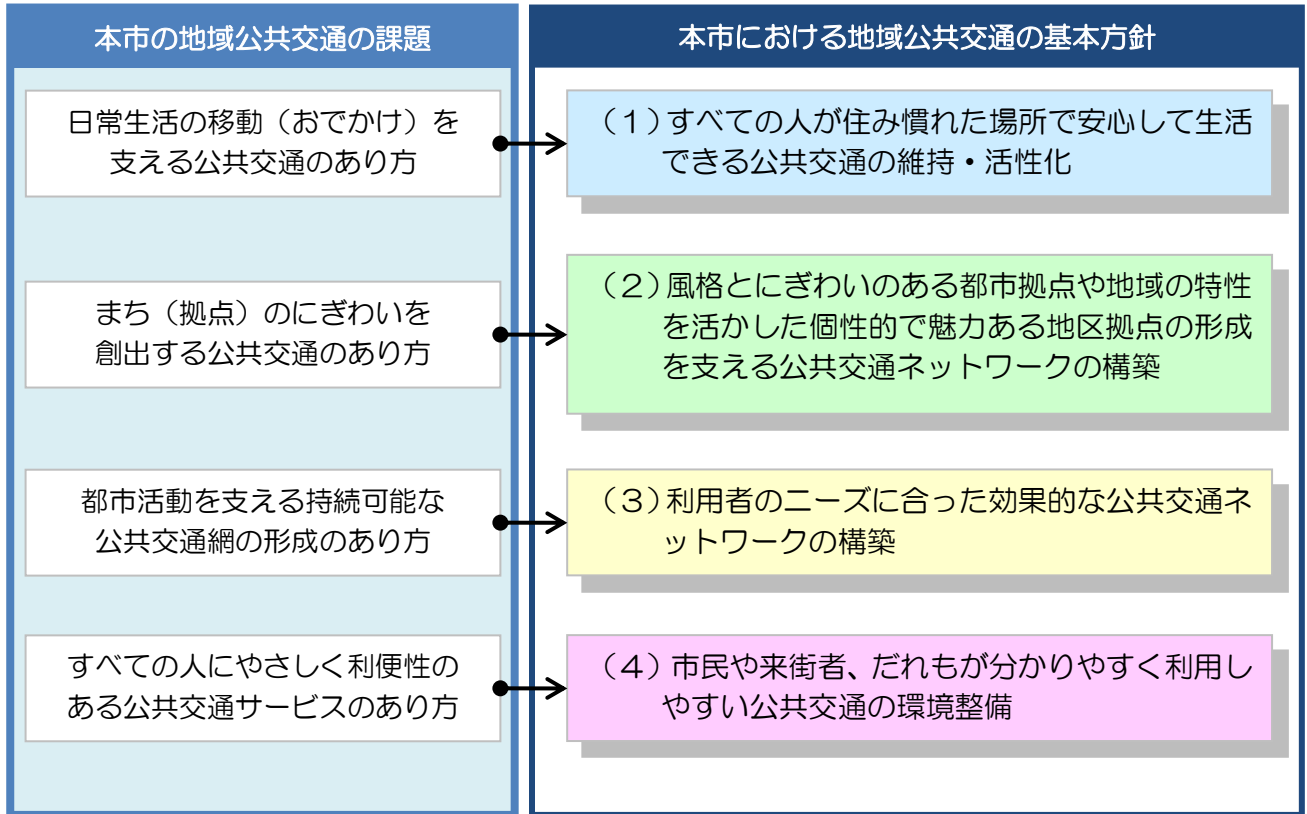 本市の地域公共交通の課題
本市における地域公共交通の基本方針
日常生活の移動（おでかけ）を
支える公共交通のあり方
（１）すべての人が住み慣れた場所で安心して生活
できる公共交通の維持・活性化
まち（拠点）のにぎわいを
創出する公共交通のあり方
（２）風格とにぎわいのある都市拠点や地域の特性
を活かした個性的で魅力ある地区拠点の形成
を支える公共交通ネットワークの構築
都市活動を支える持続可能な
公共交通網の形成のあり方
（３）利用者のニーズに合った効果的な公共交通ネ
ットワークの構築
すべての人にやさしく利便性の
ある公共交通サービスのあり方
（４）市民や来街者、だれもが分かりやすく利用し
やすい公共交通の環境整備